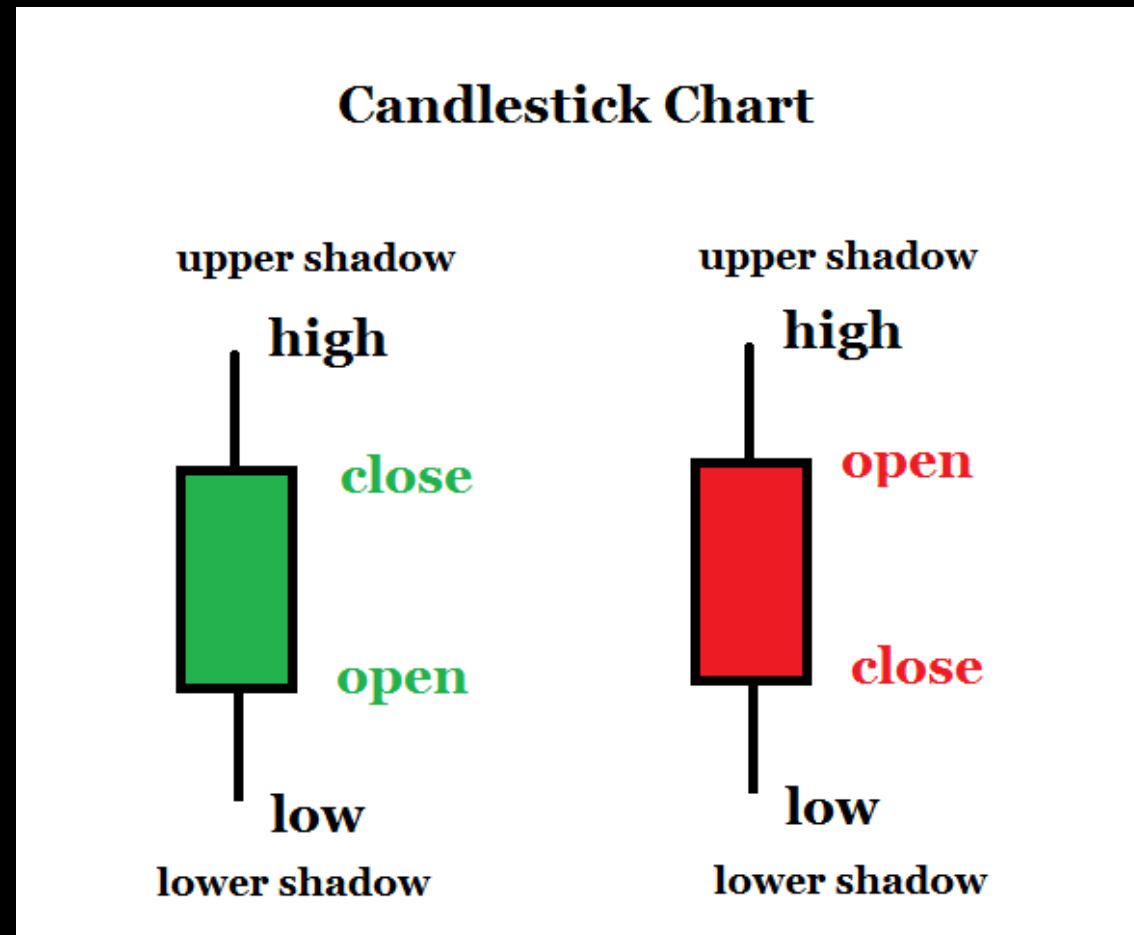 Candlestick Chart
upper shadow
high
close
open
low
lower shadow
upper shadow
high
open
close
low
lower shadow